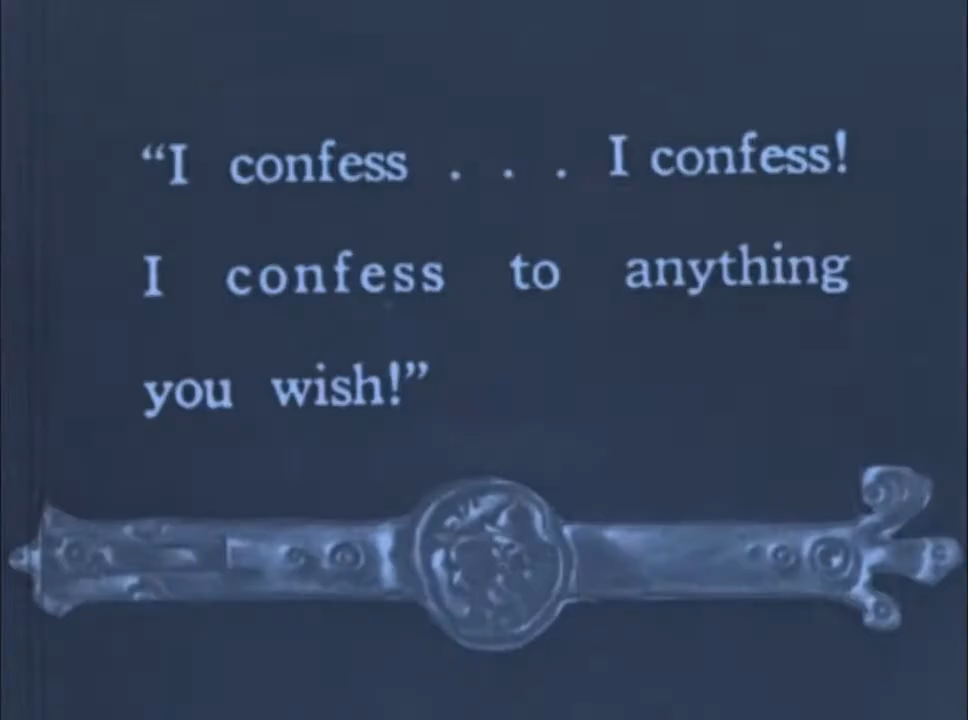 “I confess . . . I confess!
I confess to anything
you wish!”